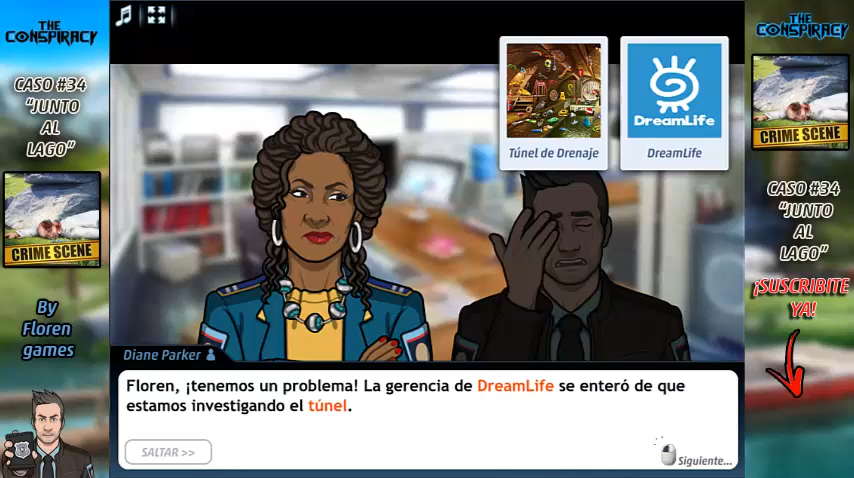 THE
CONSPIRACY
CASO #34
"JUNTO
AL
LAGO"
CRIME SCENE
By
Floren
games
Túnel de Drenaje
DreamLife
DreamLife
Diane Parker
Floren, ¡tenemos un problema! La gerencia de DreamLife se enteró de que
estamos investigando el túnel.
SALTAR >>
Siguiente...
THE
CONSPIRACY
CRIME SCENE
CASO #34
"JUNTO
AL
LAGO"
¡SUSCRIBITE
YA!